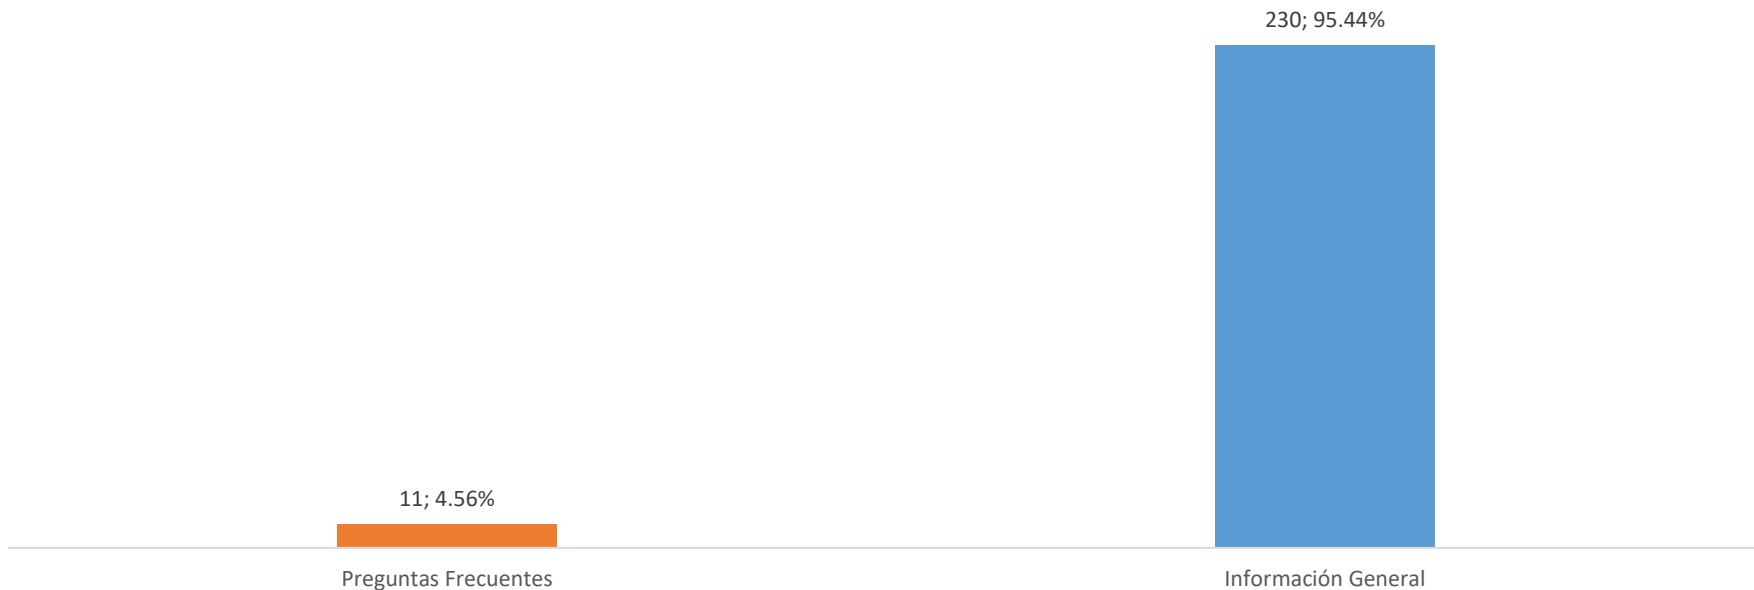 230; 95.44%
11; 4.56%
Preguntas Frecuentes
Información General